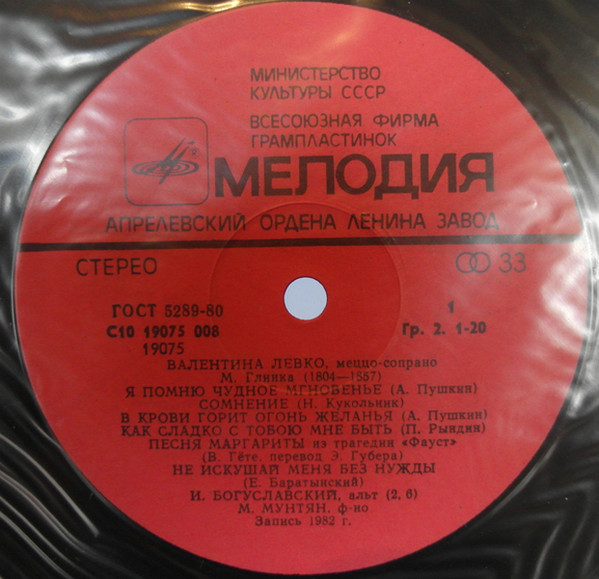 МИНИСТЕРСТВО
КУЛЬТУРЫ СССР
ВСЕСОЮЗНАЯ ФИРМА
ГРАМПЛАСТИНОК
МЕЛОДИЯ
АПРЕЛЕВСКИЙ ОРДЕНА ЛЕНИНА ЗАВОД
СТЕРЕО 33
ГОСТ 5289-80 1
С10 19075 008 Гр. 2. 1-20
19075
ВАЛЕНТИНА ЛЕВКО, меццо-сопрано
М. Глинка (1804—1857)
Я ПОМНЮ ЧУДНОЕ МГНОВЕНЬЕ (А. Пушкин)
СОМНЕНИЕ (Н. Кукольник)
В КРОВИ ГОРИТ ОГОНЬ ЖЕЛАНЬЯ (А. Пушкин)
КАК СЛАДКО С ТОБОЮ МНЕ БЫТЬ (П. Рындин)
ПЕСНЯ МАРГАРИТЫ из трагедии «Фауст»
(В. Гёте, перевод Э. Губера)
НЕ ИСКУШАЙ МЕНЯ БЕЗ НУЖДЫ
(Е. Баратынский)
И. БОГУСЛАВСКИЙ, альт (2, 6)
М. МУНТЯН, ф-но
Запись 1982 г.